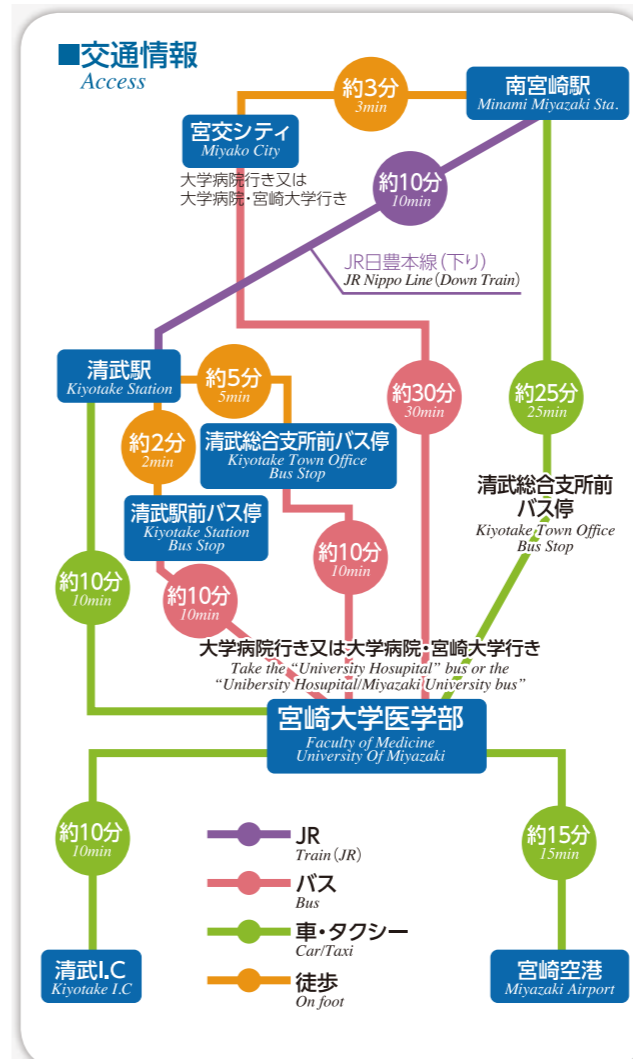 ■交通情報
Access
約3分
3min
南宮崎駅
Minami Miyazaki Sta.
宮交シティ
Miyako City
大学病院行き又は
大学病院・宮崎大学行き
約10分
10min
JR日豊本線(下り)
JR Nippo Line(Down Train)
清武駅
Kiyotake Station
約5分
5min
約30分
30min
約25分
25min
約2分
2min
清武総合支所前バス停
Kiyotake Town Office
Bus Stop
清武総合支所前
バス停
Kiyotake Town Office
Bus Stop
清武駅前バス停
Kiyotake Station
Bus Stop
約10分
10min
約10分
10min
約10分
10min
大学病院行き又は大学病院・宮崎大学行き
Take the “University Hosupital” bus or the
“Unibersity Hosupital/Miyazaki University bus”
宮崎大学医学部
Faculty of Medicine
University Of Miyazaki
約10分
10min
約15分
15min
JR
Train(JR)
バス
Bus
車・タクシー
Car/Taxi
徒歩
On foot
清武I.C
Kiyotake I.C
宮崎空港
Miyazaki Airport